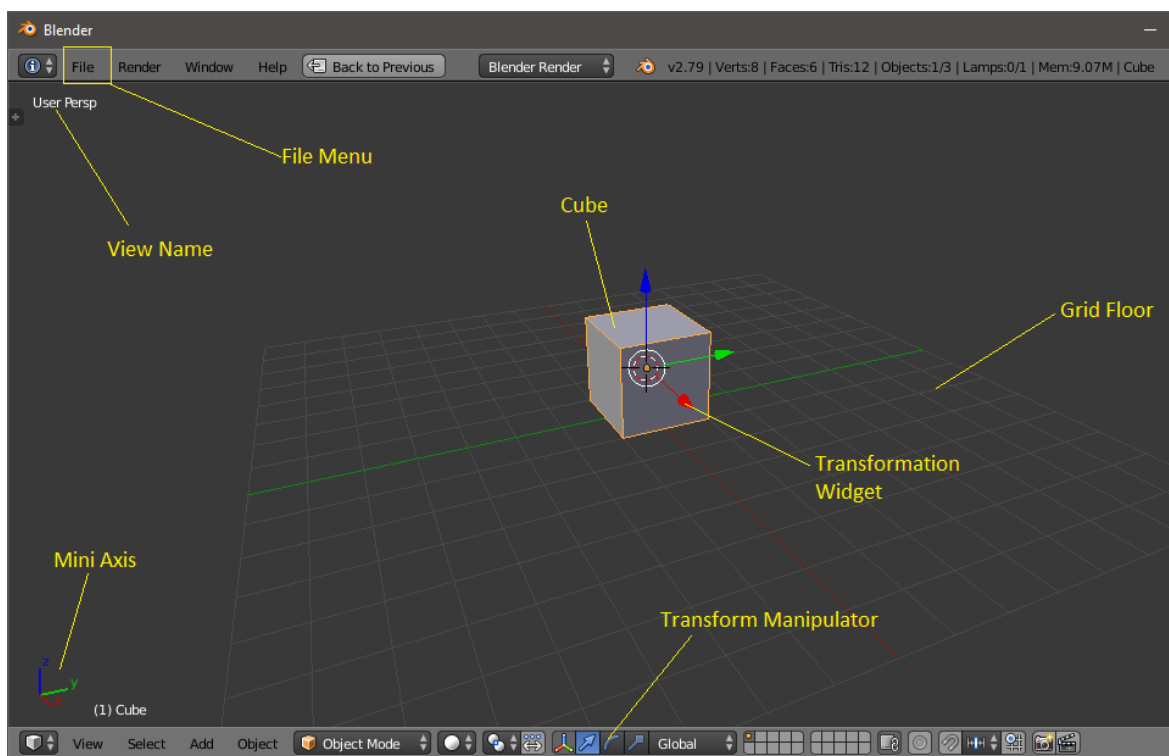 Blender
File Render Window Help Back to Previous Blender Render v2.79 | Verts:8 | Faces:6 | Tris:12 | Objects:1/3 | Lamps:0/1 | Mem:9.07M | Cube
User Persp
File Menu
Cube
View Name
Grid Floor
Transformation
Widget
Mini Axis
Transform Manipulator
z
y
x
(1) Cube
View Select Add Object Object Mode Global